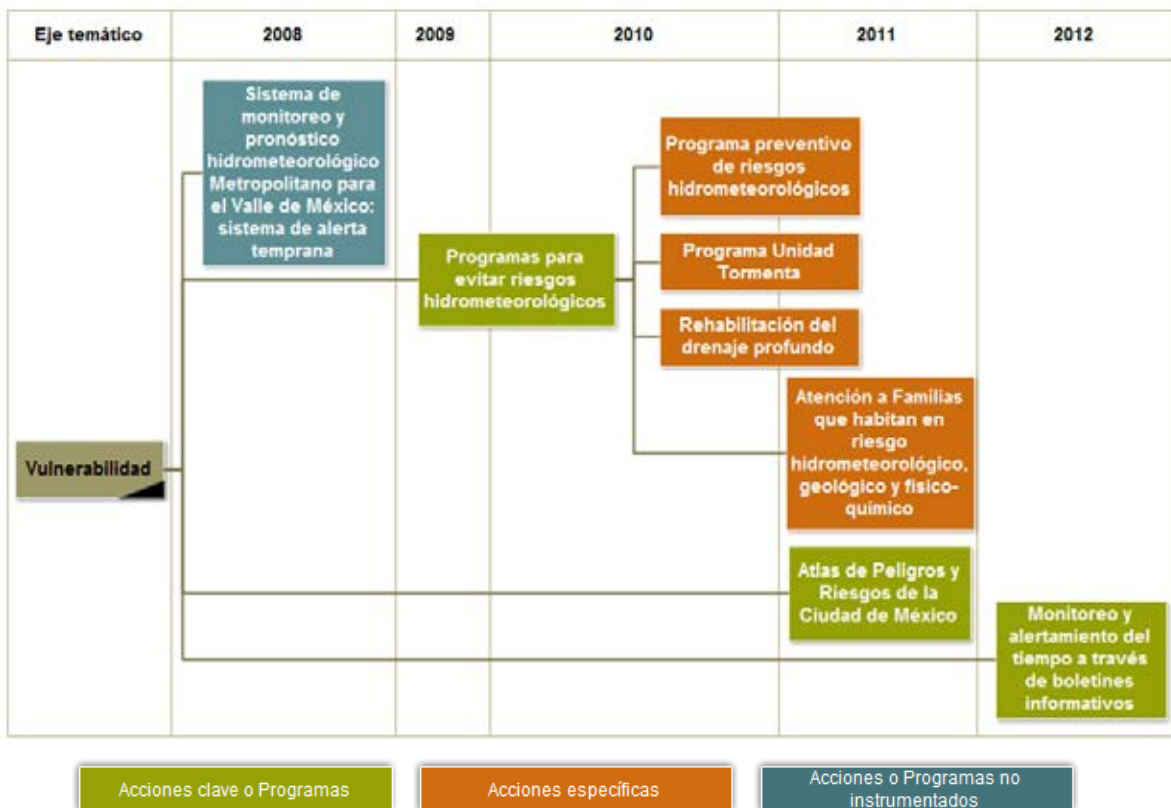 Eje temático
2008
2009
2010
2011
2012
Sistema de
monitoreo y
pronóstico
hidrometeorológico
Metropolitano para
el Valle de México:
sistema de alerta
temprana
Programa preventivo
de riesgos
hidrometeorológicos
Programas para
evitar riesgos
hidrometeorológicos
Programa Unidad
Tormenta
Rehabilitación del
drenaje profundo
Atención a Familias
que habitan en
riesgo
hidrometeorológico,
geológico y físico-
químico
Vulnerabilidad
Atlas de Peligros y
Riesgos de la
Ciudad de México
Monitoreo y
alertamiento del
tiempo a través
de boletines
informativos
Acciones clave o Programas
Acciones específicas
Acciones o Programas no
instrumentados